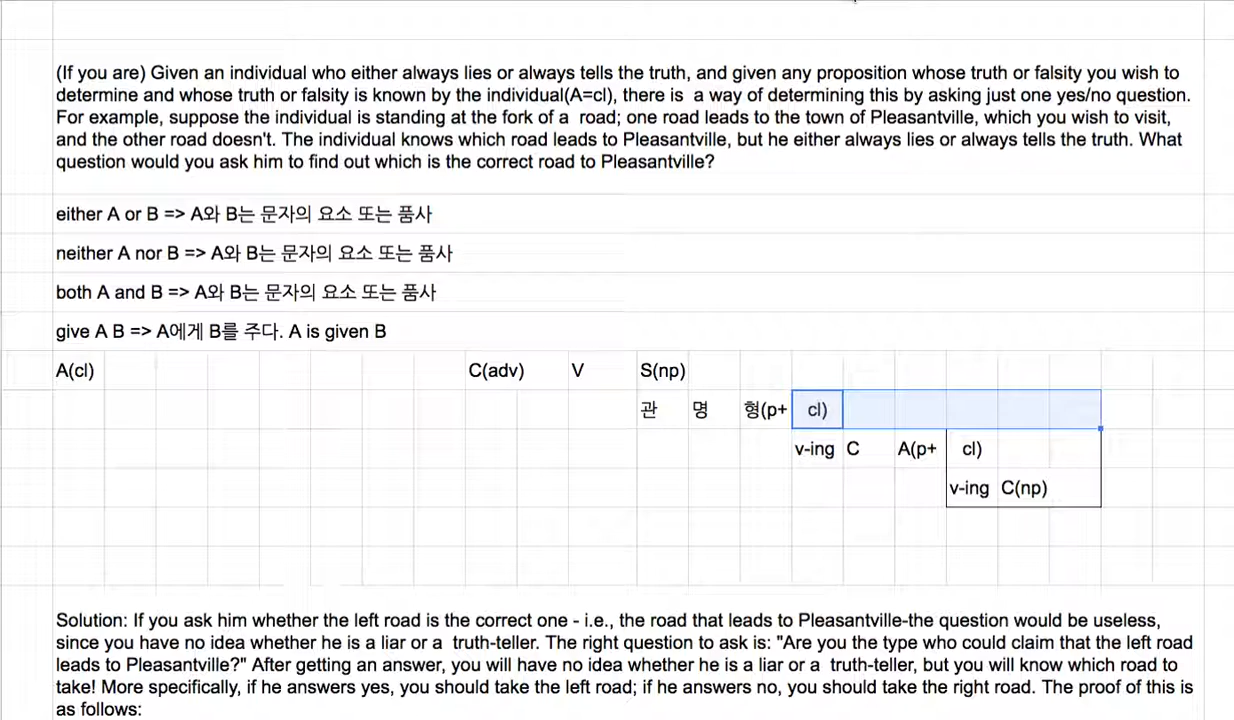 (If you are) Given an individual who either always lies or always tells the truth, and given any proposition whose truth or falsity you wish to
determine and whose truth or falsity is known by the individual(A=cl), there is  a way of determining this by asking just one yes/no question.
For example, suppose the individual is standing at the fork of a  road; one road leads to the town of Pleasantville, which you wish to visit,
and the other road doesn't. The individual knows which road leads to Pleasantville, but he either always lies or always tells the truth. What
question would you ask him to find out which is the correct road to Pleasantville?
either A or B => A와 B는 문자의 요소 또는 품사
neither A nor B => A와 B는 문자의 요소 또는 품사
both A and B => A와 B는 문자의 요소 또는 품사
give A B => A에게 B를 주다. A is given B
A(cl) C(adv) V S(np)
관 명 형(p+ cl)
v-ing C A(p+ cl)
v-ing C(np)
Solution: If you ask him whether the left road is the correct one - i.e., the road that leads to Pleasantville-the question would be useless,
since you have no idea whether he is a liar or a  truth-teller. The right question to ask is: "Are you the type who could claim that the left road
leads to Pleasantville?" After getting an answer, you will have no idea whether he is a liar or a  truth-teller, but you will know which road to
take! More specifically, if he answers yes, you should take the left road; if he answers no, you should take the right road. The proof of this is
as follows: